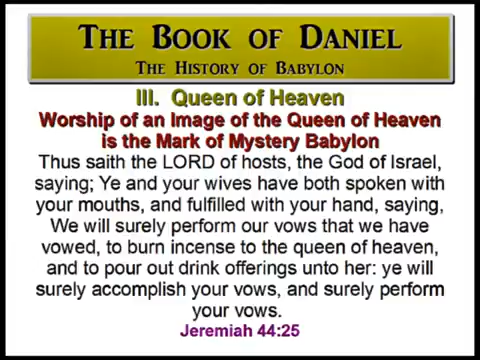 The Book of Daniel
The History of Babylon
III. Queen of Heaven
Worship of an Image of the Queen of Heaven
is the Mark of Mystery Babylon
Thus saith the LORD of hosts, the God of Israel,
saying; Ye and your wives have both spoken with
your mouths, and fulfilled with your hand, saying,
We will surely perform our vows that we have
vowed, to burn incense to the queen of heaven,
and to pour out drink offerings unto her: ye will
surely accomplish your vows, and surely perform
your vows.
Jeremiah 44:25